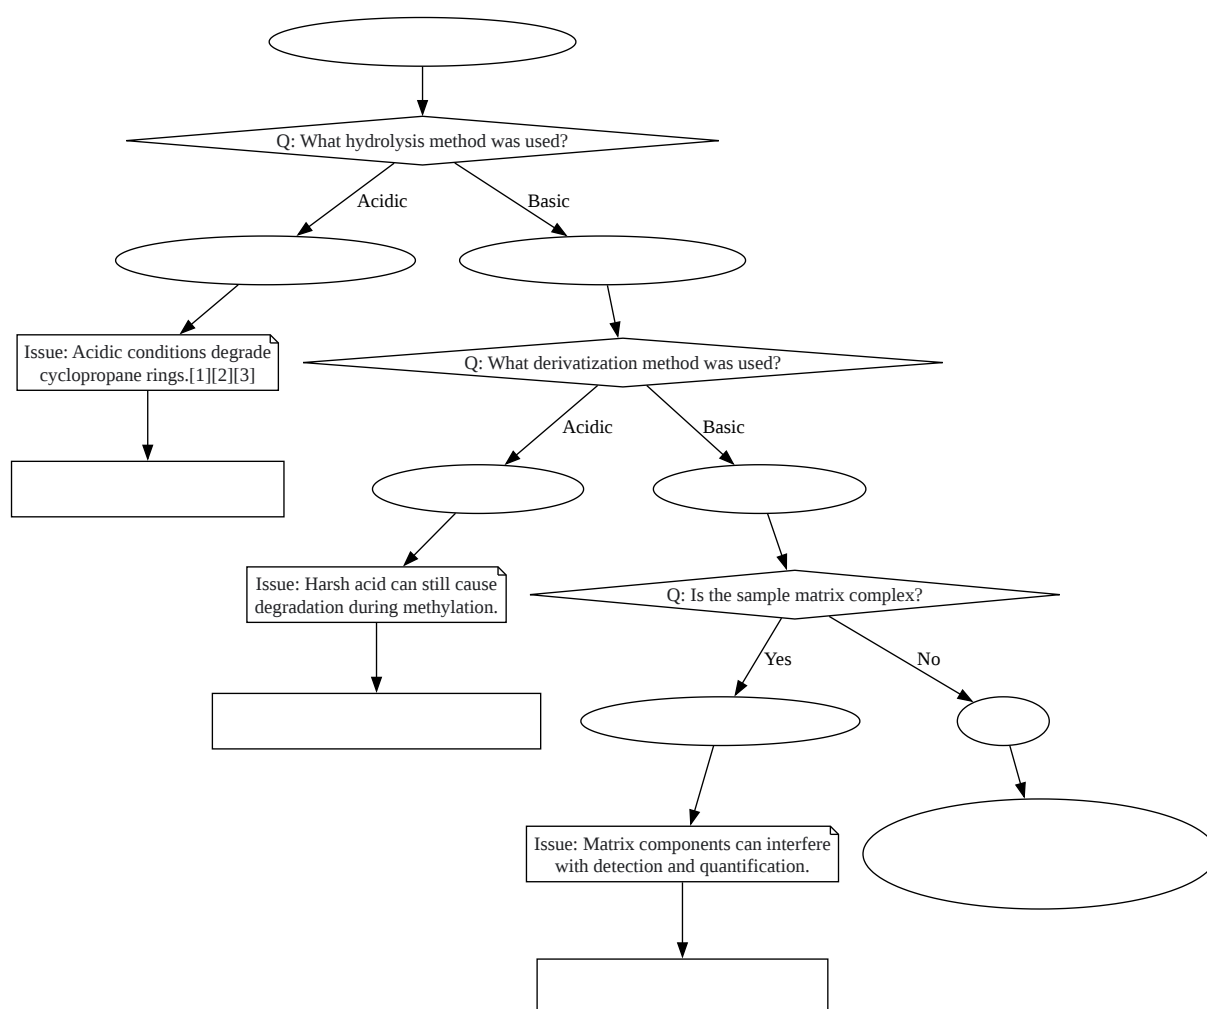 Q: What hydrolysis method was used?
Acidic
Basic
Issue: Acidic conditions degrade
cyclopropane rings.[1][2][3]
Q: What derivatization method was used?
Acidic
Basic
Issue: Harsh acid can still cause
degradation during methylation.
Q: Is the sample matrix complex?
Yes
No
Issue: Matrix components can interfere
with detection and quantification.